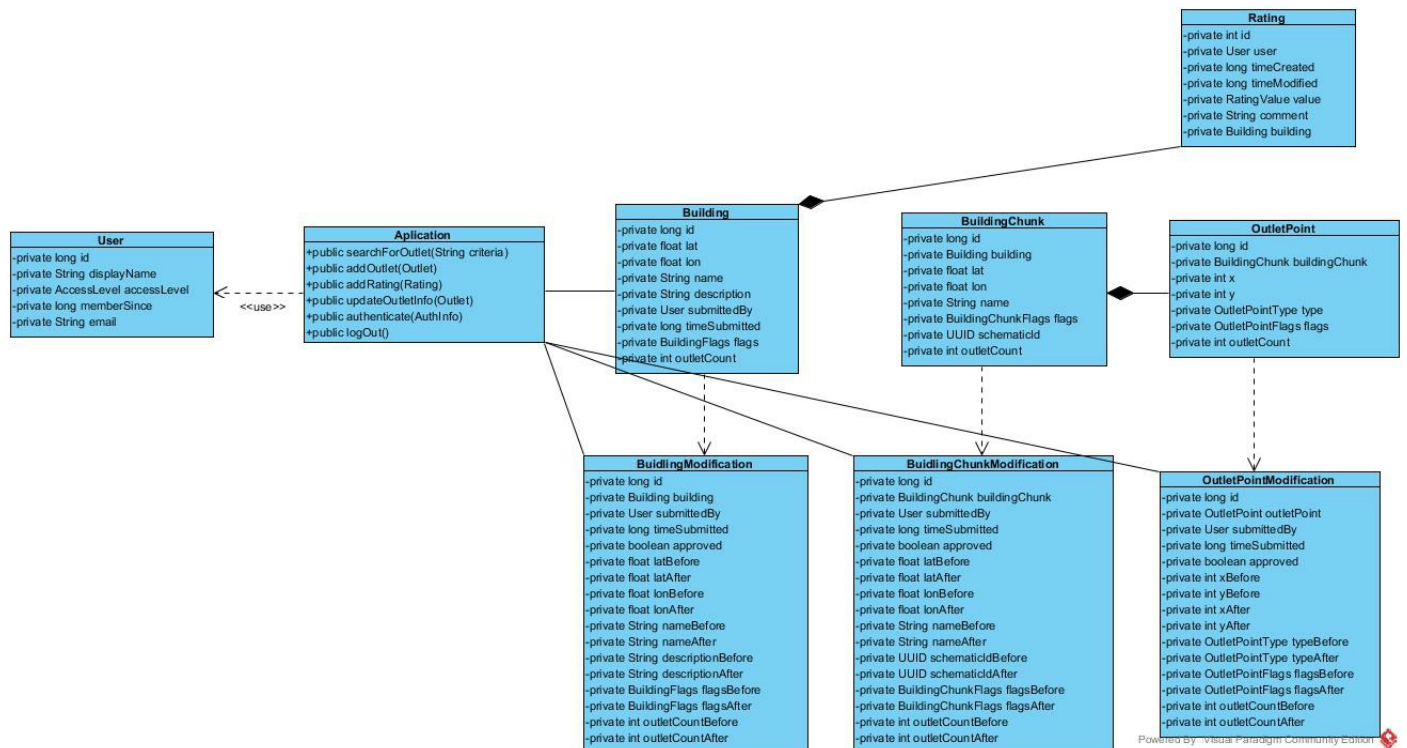 Rating
-private int id
-private User user
-private long timeCreated
-private long timeModified
-private RatingValue value
-private String comment
-private Building building
User
-private long id
-private String displayName
-private AccessLevel accessLevel
-private long memberSince
-private String email
<<use>>
Aplication
+public searchForOutlet(String criteria)
+public addOutlet(Outlet)
+public addRating(Rating)
+public updateOutletInfo(Outlet)
+public authenticate(AuthInfo)
+public logOut()
Building
-private long id
-private float lat
-private float lon
-private String name
-private String description
-private User submittedBy
-private long timeSubmitted
-private BuildingFlags flags
-private int outletCount
BuildingChunk
-private long id
-private Building building
-private float lat
-private float lon
-private String name
-private BuildingChunkFlags flags
-private UUID schematicId
-private int outletCount
OutletPoint
-private long id
-private BuildingChunk buildingChunk
-private int x
-private int y
-private OutletPointType type
-private OutletPointFlags flags
-private int outletCount
BuidlingModification
-private long id
-private Building building
-private User submittedBy
-private long timeSubmitted
-private boolean approved
-private float latBefore
-private float latAfter
-private float lonBefore
-private float lonAfter
-private String nameBefore
-private String nameAfter
-private String descriptionBefore
-private String descriptionAfter
-private BuildingFlags flagsBefore
-private BuildingFlags flagsAfter
-private int outletCountBefore
-private int outletCountAfter
BuidlingChunkModification
-private long id
-private BuildingChunk buildingChunk
-private User submittedBy
-private long timeSubmitted
-private boolean approved
-private float latBefore
-private float latAfter
-private float lonBefore
-private float lonAfter
-private String nameBefore
-private String nameAfter
-private UUID schematicIdBefore
-private UUID schematicIdAfter
-private BuildingChunkFlags flagsBefore
-private BuildingChunkFlags flagsAfter
-private int outletCountBefore
-private int outletCountAfter
OutletPointModification
-private long id
-private OutletPoint outletPoint
-private User submittedBy
-private long timeSubmitted
-private boolean approved
-private int xBefore
-private int yBefore
-private int xAfter
-private int yAfter
-private OutletPointType typeBefore
-private OutletPointType typeAfter
-private OutletPointFlags flagsBefore
-private OutletPointFlags flagsAfter
-private int outletCountBefore
-private int outletCountAfter
Powered By Visual Paradigm Community Edition